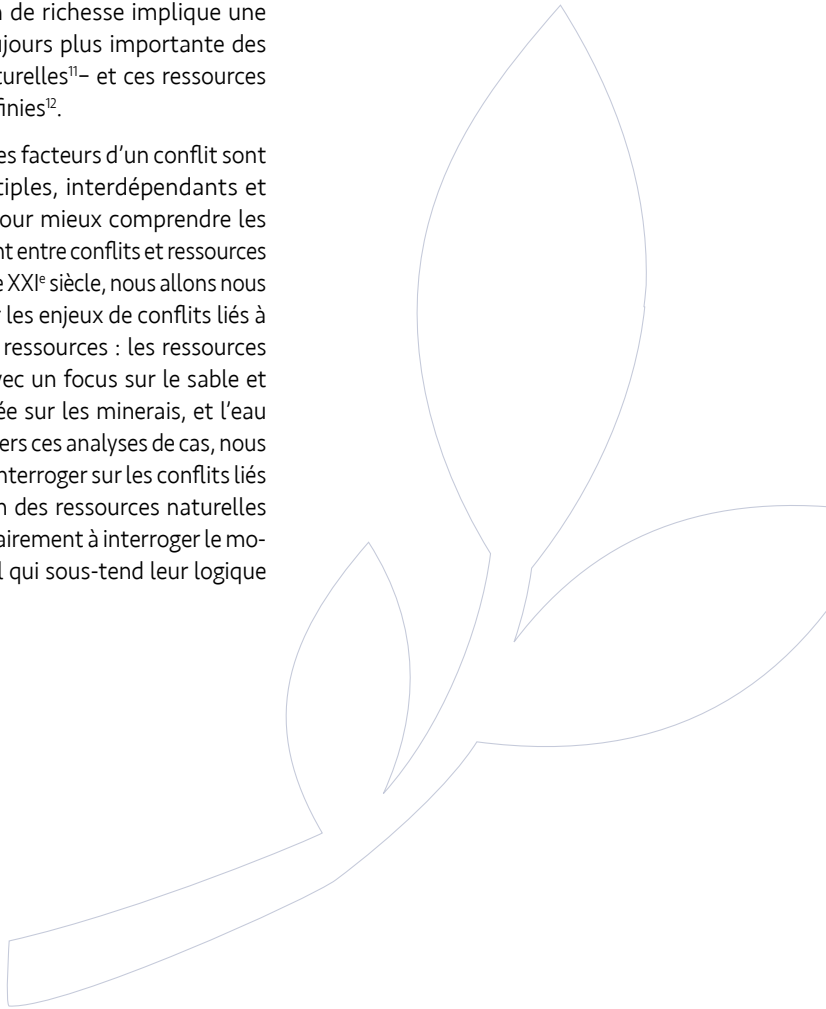 de richesse implique une
ujours plus importante des
turelles¹¹– et ces ressources
finies¹².
es facteurs d'un conflit sont
tiples, interdépendants et
our mieux comprendre les
nt entre conflits et ressources
e XXIᵉ siècle, nous allons nous
les enjeux de conflits liés à
ressources : les ressources
vec un focus sur le sable et
ée sur les minerais, et l'eau
ers ces analyses de cas, nous
nterroger sur les conflits liés
n des ressources naturelles
airement à interroger le mo-
l qui sous-tend leur logique